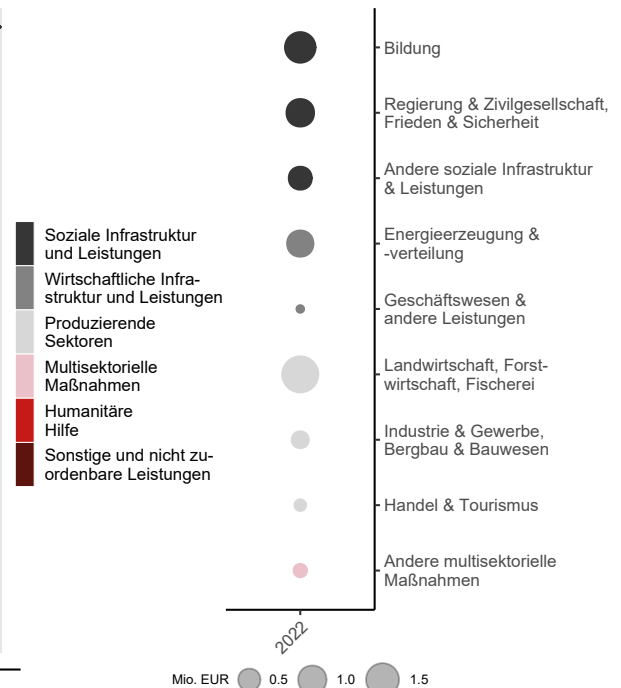 Soziale Infrastruktur
und Leistungen
Wirtschaftliche Infra-
struktur und Leistungen
Produzierende
Sektoren
Multisektorielle
Maßnahmen
Humanitäre
Hilfe
Sonstige und nicht zu-
ordenbare Leistungen
Bildung
Regierung & Zivilgesellschaft,
Frieden & Sicherheit
Andere soziale Infrastruktur
& Leistungen
Energieerzeugung &
-verteilung
Geschäftswesen &
andere Leistungen
Landwirtschaft, Forst-
wirtschaft, Fischerei
Industrie & Gewerbe,
Bergbau & Bauwesen
Handel & Tourismus
Andere multisektorielle
Maßnahmen
2022
Mio. EUR 0.5 1.0 1.5